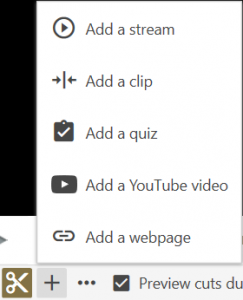 Add a stream
Add a clip
Add a quiz
Add a YouTube video
Add a webpage
Preview cuts du